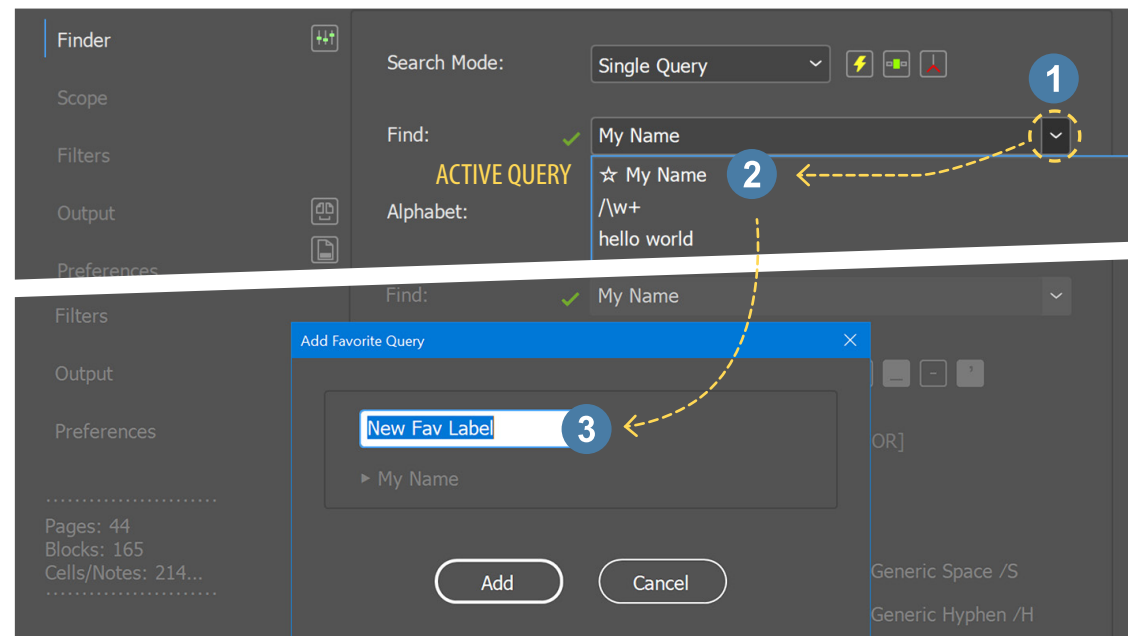 Finder
Scope
Filters
Output
Preferences
Search Mode:
Single Query
1
Find:
My Name
ACTIVE QUERY
☆ My Name
2
Alphabet:
/\w+
hello world
Find:
My Name
Filters
Output
Preferences
Add Favorite Query
New Fav Label
3
My Name
OR]
Pages: 44
Blocks: 165
Cells/Notes: 214...
Add
Cancel
Generic Space /S
Generic Hyphen /H